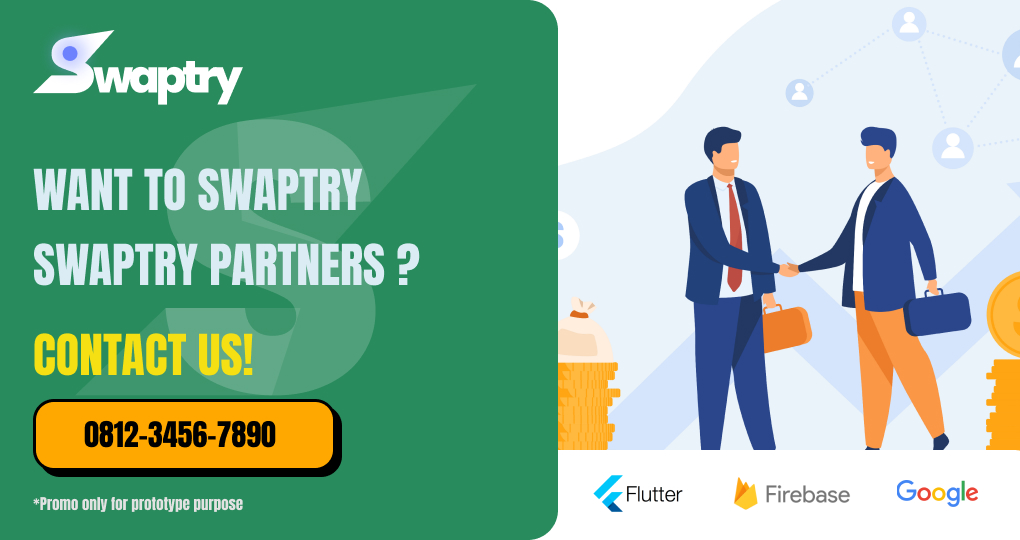 Swaptry
WANT TO SWAPTRY
SWAPTRY PARTNERS ?
CONTACT US!
0812-3456-7890
*Promo only for prototype purpose
Flutter
Firebase
Google